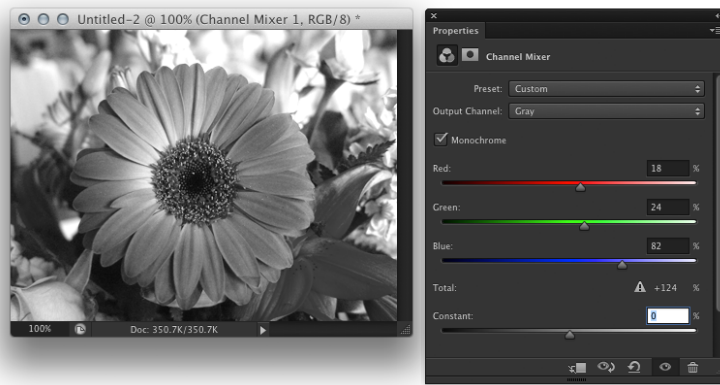 Untitled-2 @ 100% (Channel Mixer 1, RGB/8) *
100%
Doc: 350.7K/350.7K
Properties
Channel Mixer
Preset: Custom
Output Channel: Gray
Monochrome
Red: 18 %
Green: 24 %
Blue: 82 %
Total: +124 %
Constant: 0 %